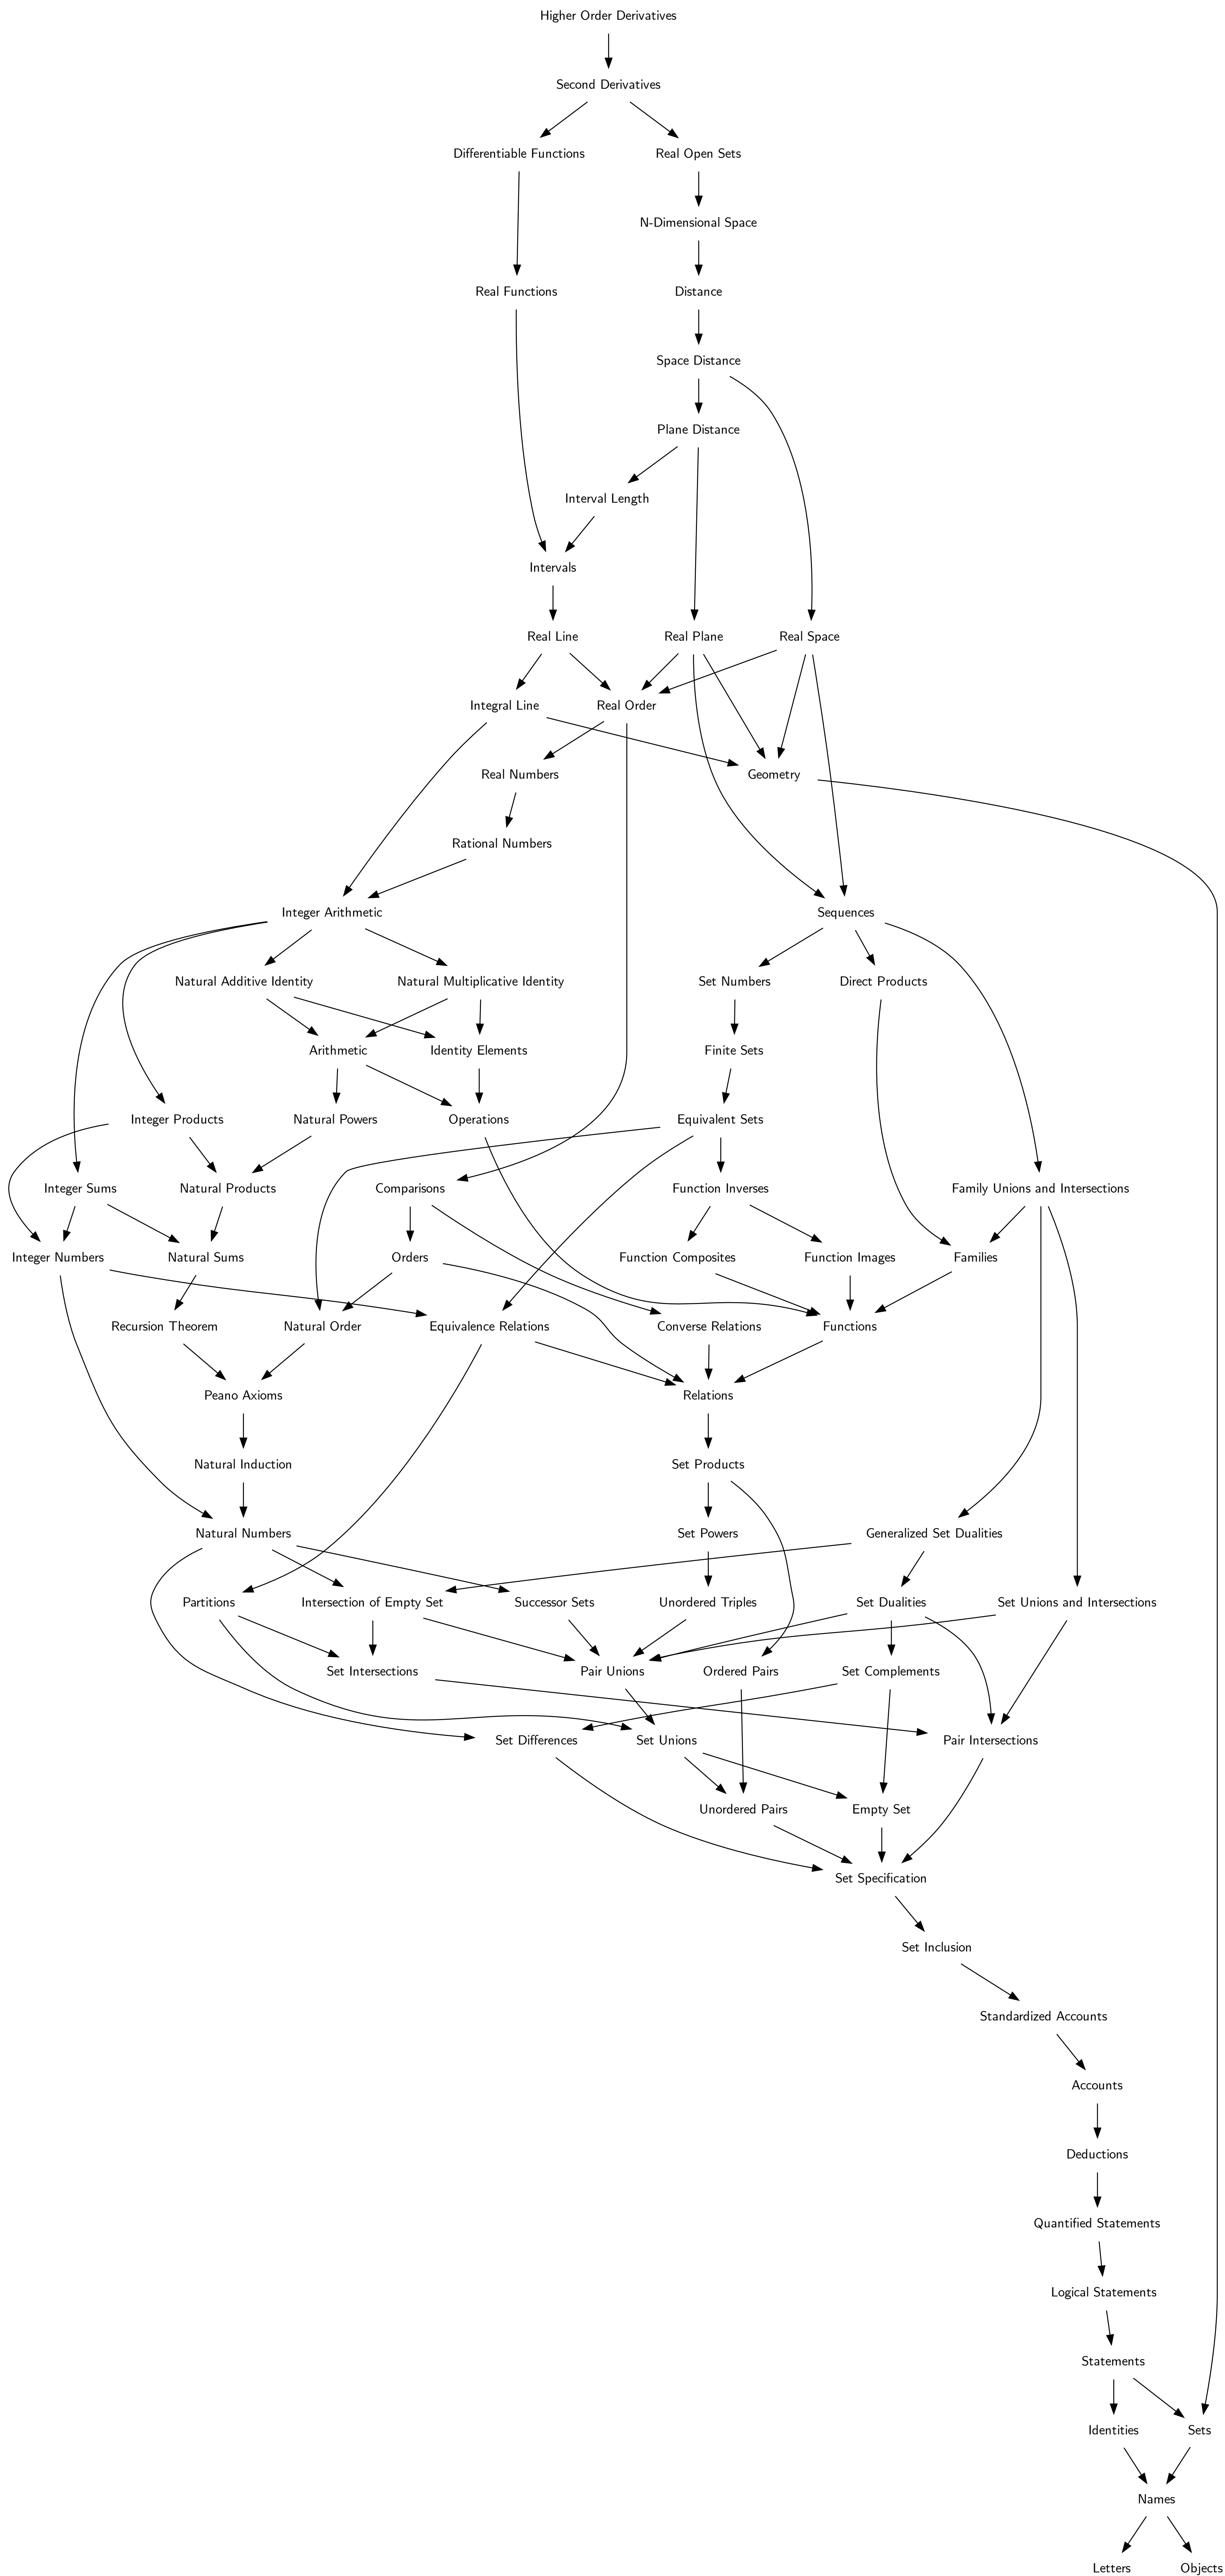 Higher Order Derivatives
Second Derivatives
Differentiable Functions
Real Open Sets
N-Dimensional Space
Real Functions
Distance
Space Distance
Plane Distance
Interval Length
Intervals
Real Line
Real Plane
Real Space
Integral Line
Real Order
Real Numbers
Geometry
Rational Numbers
Integer Arithmetic
Sequences
Natural Additive Identity
Natural Multiplicative Identity
Set Numbers
Direct Products
Arithmetic
Identity Elements
Finite Sets
Integer Products
Natural Powers
Operations
Equivalent Sets
Integer Sums
Natural Products
Comparisons
Function Inverses
Family Unions and Intersections
Integer Numbers
Natural Sums
Orders
Function Composites
Function Images
Families
Recursion Theorem
Natural Order
Equivalence Relations
Converse Relations
Functions
Peano Axioms
Relations
Natural Induction
Set Products
Natural Numbers
Set Powers
Generalized Set Dualities
Partitions
Intersection of Empty Set
Successor Sets
Unordered Triples
Set Dualities
Set Unions and Intersections
Set Intersections
Pair Unions
Ordered Pairs
Set Complements
Set Differences
Set Unions
Pair Intersections
Unordered Pairs
Empty Set
Set Specification
Set Inclusion
Standardized Accounts
Accounts
Deductions
Quantified Statements
Logical Statements
Statements
Identities
Sets
Names
Letters
Objects